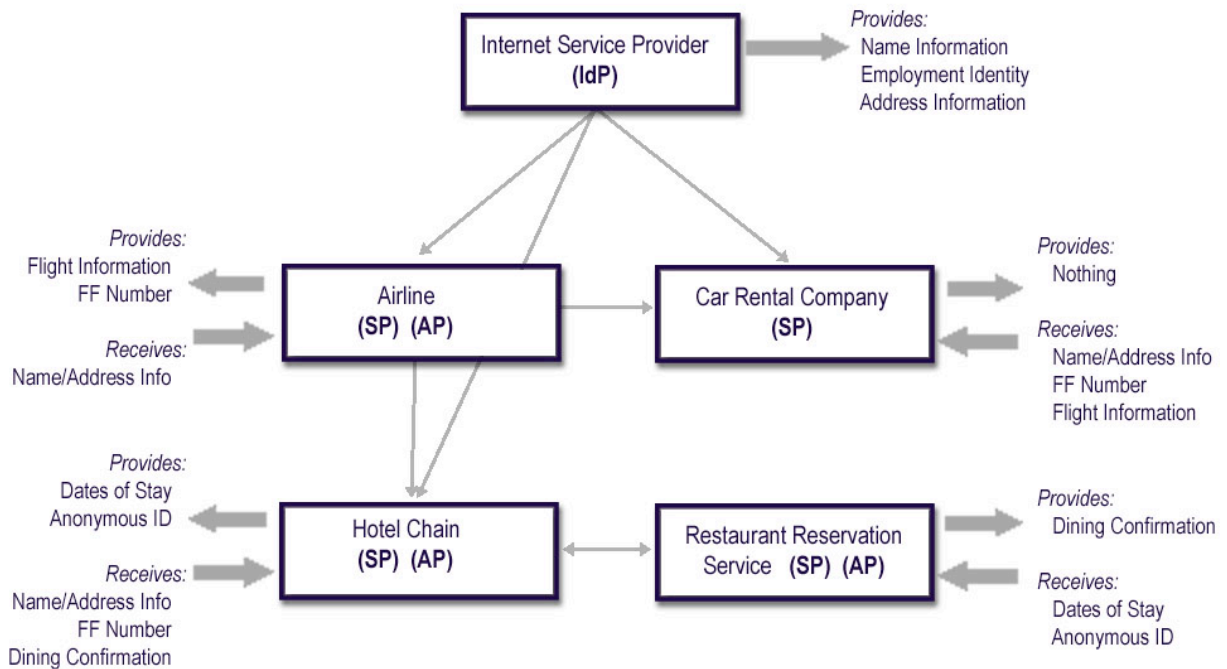 Internet Service Provider
(IdP)
Provides:
Name Information
Employment Identity
Address Information
Provides:
Flight Information
FF Number
Receives:
Name/Address Info
Airline
(SP) (AP)
Car Rental Company
(SP)
Provides:
Nothing
Receives:
Name/Address Info
FF Number
Flight Information
Provides:
Dates of Stay
Anonymous ID
Receives:
Name/Address Info
FF Number
Dining Confirmation
Hotel Chain
(SP) (AP)
Restaurant Reservation
Service (SP) (AP)
Provides:
Dining Confirmation
Receives:
Dates of Stay
Anonymous ID